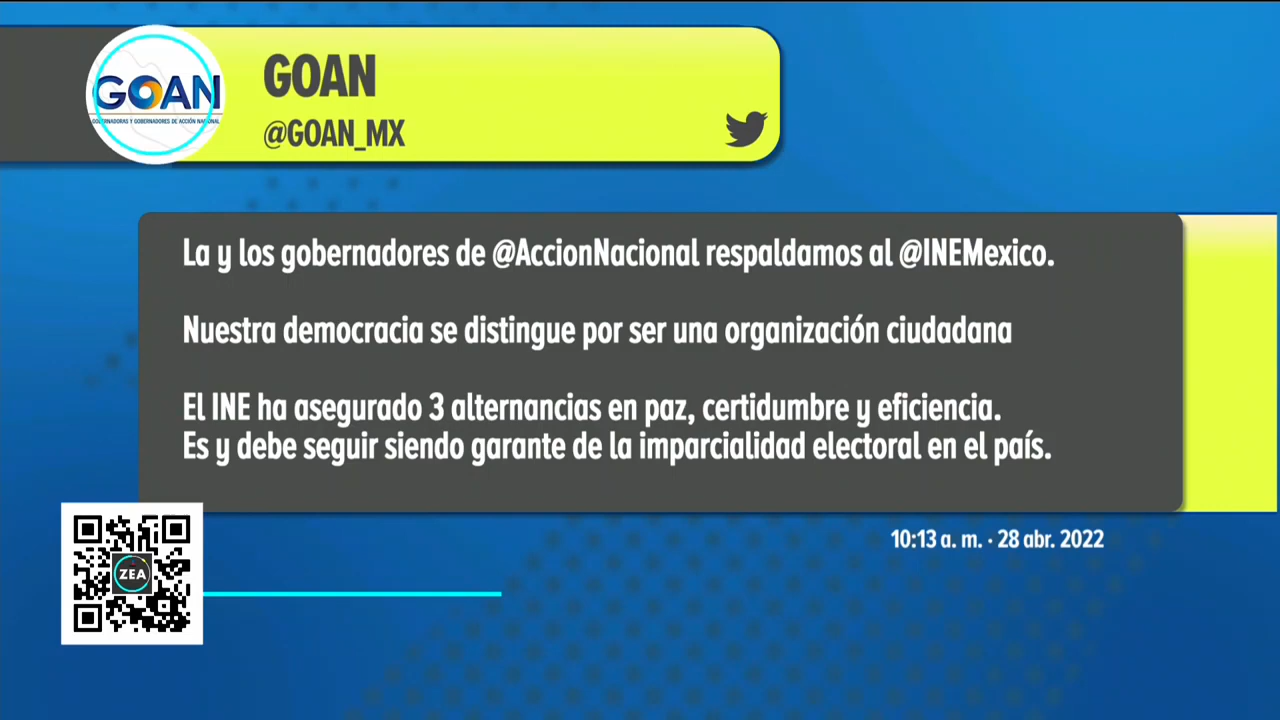 GOAN
GOBERNADORAS Y GOBERNADORES DE ACCIÓN NACIONAL
GOAN
@GOAN_MX
La y los gobernadores de @AccionNacional respaldamos al @INEMexico.
Nuestra democracia se distingue por ser una organización ciudadana
El INE ha asegurado 3 alternancias en paz, certidumbre y eficiencia.
Es y debe seguir siendo garante de la imparcialidad electoral en el país.
10:13 a. m. · 28 abr. 2022
ZEA